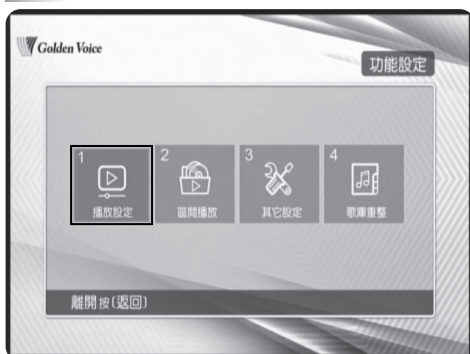 Golden Voice
功能設定
1
播放設定
2
區間播放
3
其它設定
4
歌庫重整
離開 按(返回)